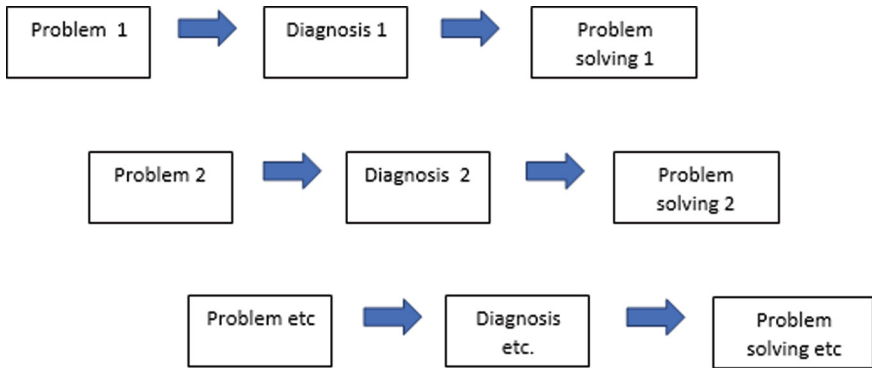 Problem 1
Diagnosis 1
Problem
solving 1
Problem 2
Diagnosis 2
Problem
solving 2
Problem etc
Diagnosis
etc.
Problem
solving etc